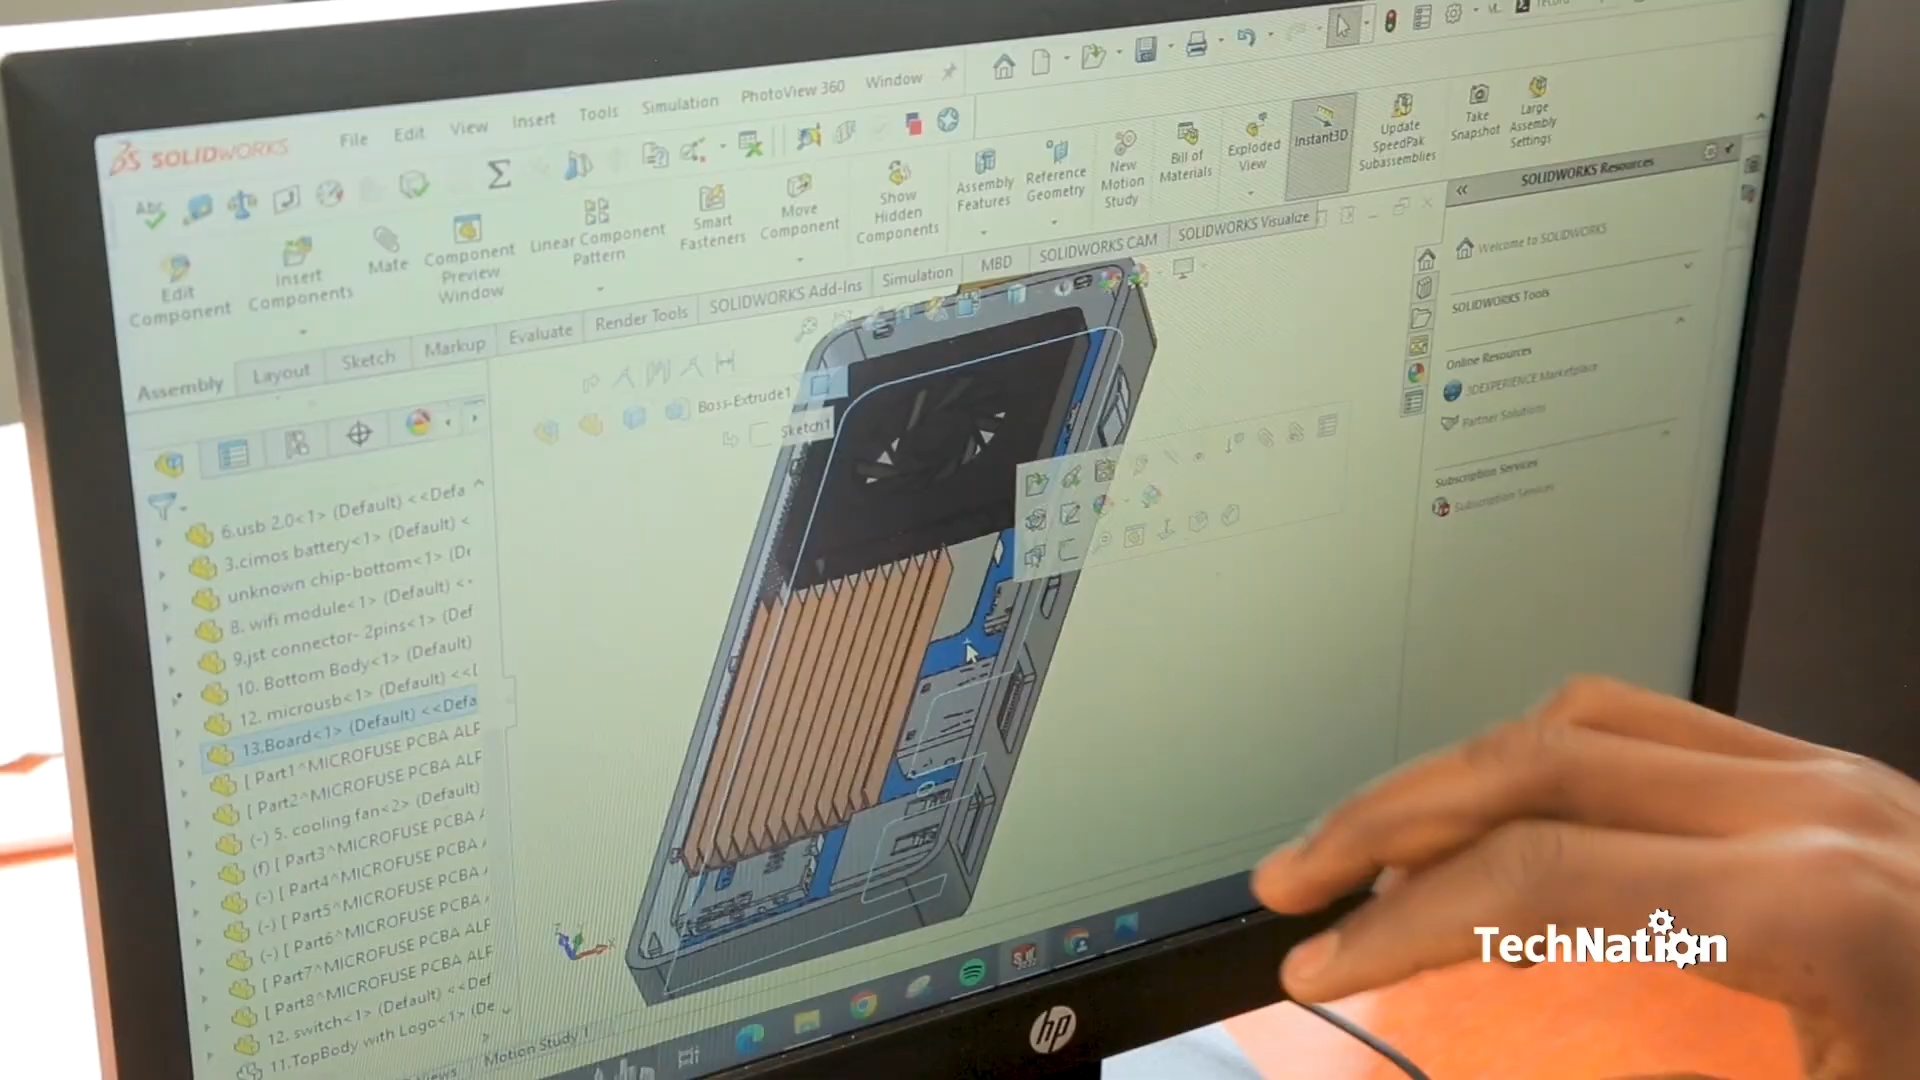 SOLIDWORKS
File Edit View Insert Tools Simulation PhotoView 360 Window
Edit Component
Insert Components
Mate
Component Preview Window
Linear Component Pattern
Smart Fasteners
Move Component
Show Hidden Components
Assembly Features
Reference Geometry
New Motion Study
Bill of Materials
Exploded View
Instant3D
Update SpeedPak Subassemblies
Take Snapshot
Large Assembly Settings
Assembly Layout Sketch Markup Evaluate Render Tools SOLIDWORKS Add-Ins Simulation MBD SOLIDWORKS CAM SOLIDWORKS Visualize
SOLIDWORKS Resources
Welcome to SOLIDWORKS
SOLIDWORKS Tools
Online Resources
3DEXPERIENCE Marketplace
Partner Solutions
Subscription Services
Subscription Services
Boss-Extrude1
Sketch1
6.usb 2.0<1> (Default) <<Defa
3.cimos battery<1> (Default) <
unknown chip-bottom<1> (De
8. wifi module<1> (Default) <
9.jst connector- 2pins<1> (Def
10. Bottom Body<1> (Default)
12. microusb<1> (Default) <<D
13.Board<1> (Default) <<Defa
[ Part1^MICROFUSE PCBA ALF
[ Part2^MICROFUSE PCBA ALF
(-) 5. cooling fan<2> (Default)
(f) [ Part3^MICROFUSE PCBA A
(-) [ Part4^MICROFUSE PCBA
(-) [ Part5^MICROFUSE PCBA
(-) [ Part6^MICROFUSE PCBA
[ Part7^MICROFUSE PCBA ALF
[ Part8^MICROFUSE PCBA ALF
12. switch<1> (Default) <<Def
11.TopBody with Logo<1> (De
Motion Study 1
hp
TechNation